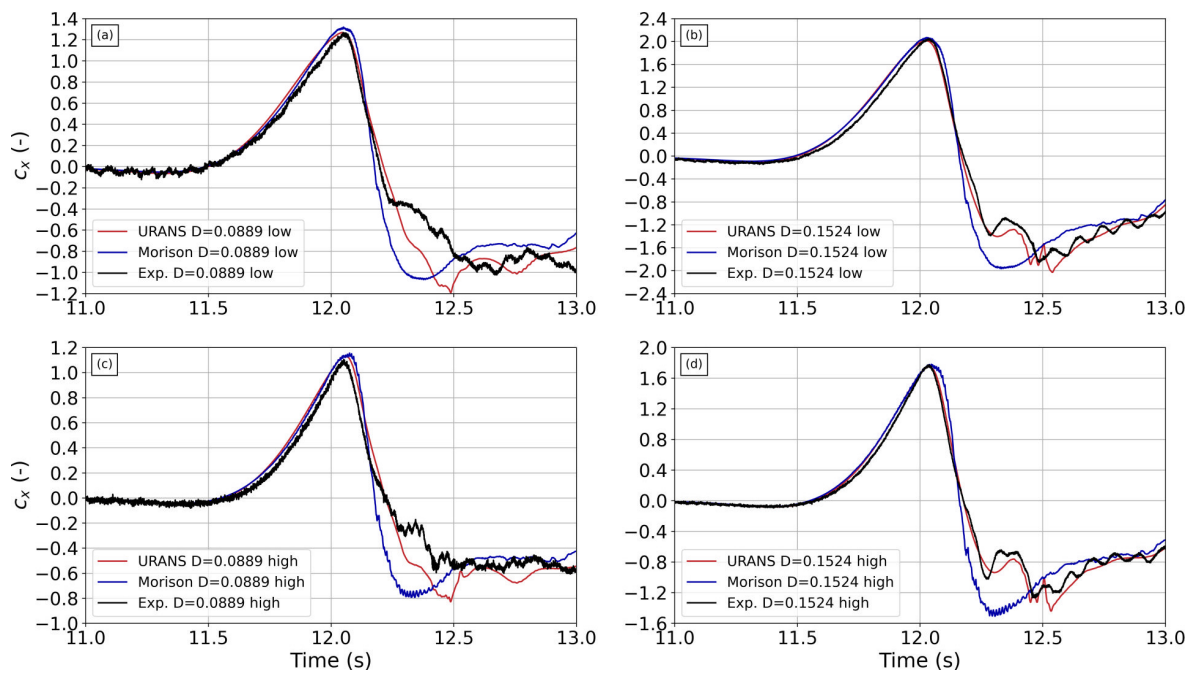 (a)
1.4
1.2
1.0
0.8
0.6
0.4
0.2
0.0
−0.2
−0.4
−0.6
−0.8
−1.0
−1.2
c_x (-)
URANS D=0.0889 low
Morison D=0.0889 low
Exp. D=0.0889 low
11.0 11.5 12.0 12.5 13.0
(b)
2.4
2.0
1.6
1.2
0.8
0.4
0.0
−0.4
−0.8
−1.2
−1.6
−2.0
−2.4
URANS D=0.1524 low
Morison D=0.1524 low
Exp. D=0.1524 low
11.0 11.5 12.0 12.5 13.0
(c)
1.2
1.0
0.8
0.6
0.4
0.2
0.0
−0.2
−0.4
−0.6
−0.8
−1.0
c_x (-)
URANS D=0.0889 high
Morison D=0.0889 high
Exp. D=0.0889 high
11.0 11.5 12.0 12.5 13.0
Time (s)
(d)
2.0
1.6
1.2
0.8
0.4
0.0
−0.4
−0.8
−1.2
−1.6
URANS D=0.1524 high
Morison D=0.1524 high
Exp. D=0.1524 high
11.0 11.5 12.0 12.5 13.0
Time (s)